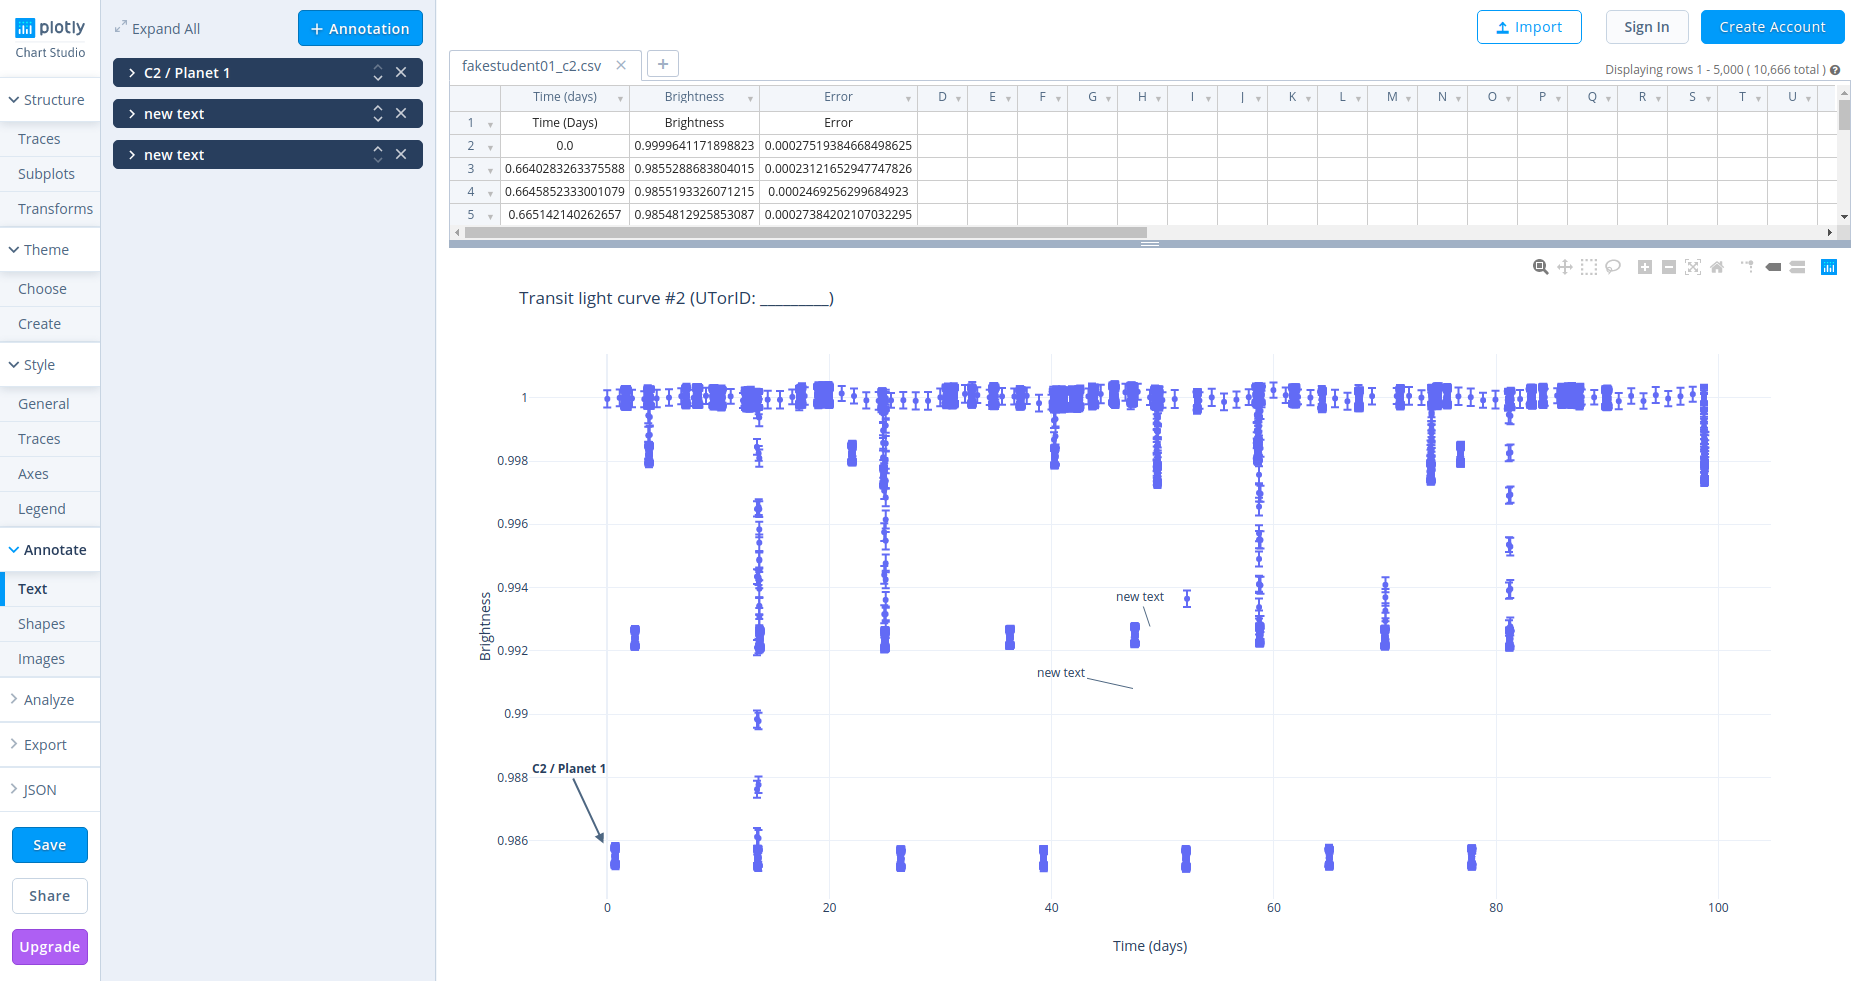 plotly
Chart Studio
Structure
Traces
Subplots
Transforms
Theme
Choose
Create
Style
General
Traces
Axes
Legend
Annotate
Text
Shapes
Images
Analyze
Export
JSON
Save
Share
Upgrade
Expand All
+ Annotation
C2 / Planet 1
new text
new text
Import
Sign In
Create Account
fakestudent01_c2.csv
Displaying rows 1 - 5,000 ( 10,666 total )
Time (days) Brightness Error D E F G H I J K L M N O P Q R S T U
1 Time (Days) Brightness Error
2 0.0 0.9999641171898823 0.00027519384668498625
3 0.6640283263375588 0.9855288683804015 0.00023121652947747826
4 0.6645852333001079 0.9855193326071215 0.0002469256299684923
5 0.665142140262657 0.9854812925853087 0.00027384202107032295
Transit light curve #2 (UTorID: _________)
1
0.998
0.996
0.994
0.992
0.99
0.988
0.986
Brightness
new text
new text
C2 / Planet 1
0 20 40 60 80 100
Time (days)